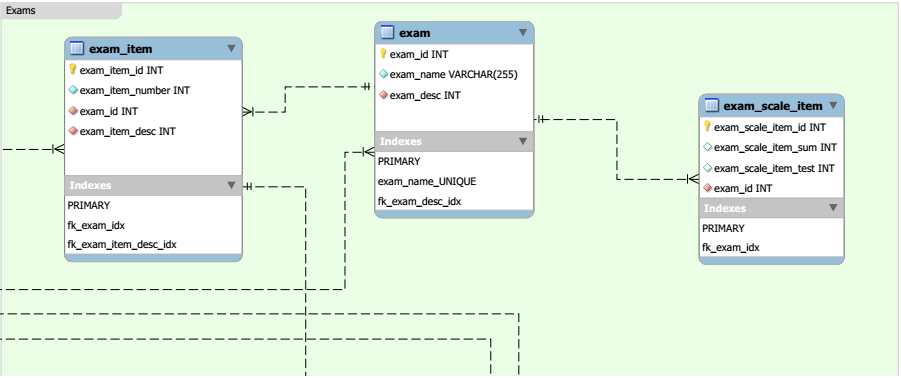 Exams
exam_item
exam_item_id INT
exam_item_number INT
exam_id INT
exam_item_desc INT
Indexes
PRIMARY
fk_exam_idx
fk_exam_item_desc_idx
exam
exam_id INT
exam_name VARCHAR(255)
exam_desc INT
Indexes
PRIMARY
exam_name_UNIQUE
fk_exam_desc_idx
exam_scale_item
exam_scale_item_id INT
exam_scale_item_sum INT
exam_scale_item_test INT
exam_id INT
Indexes
PRIMARY
fk_exam_idx